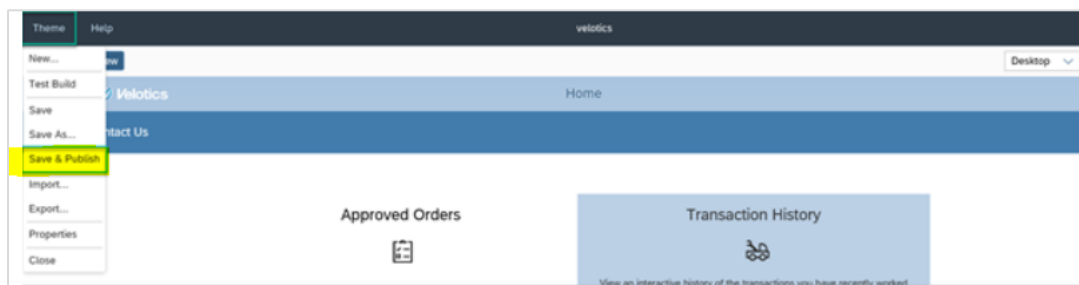 Theme Help velotics
New... ew Desktop
Test Build
Velotics Home
Save
Save As... ntact Us
Save & Publish
Import...
Export...
Properties
Close
Approved Orders
Transaction History
View an interactive history of the transactions you have recently worked